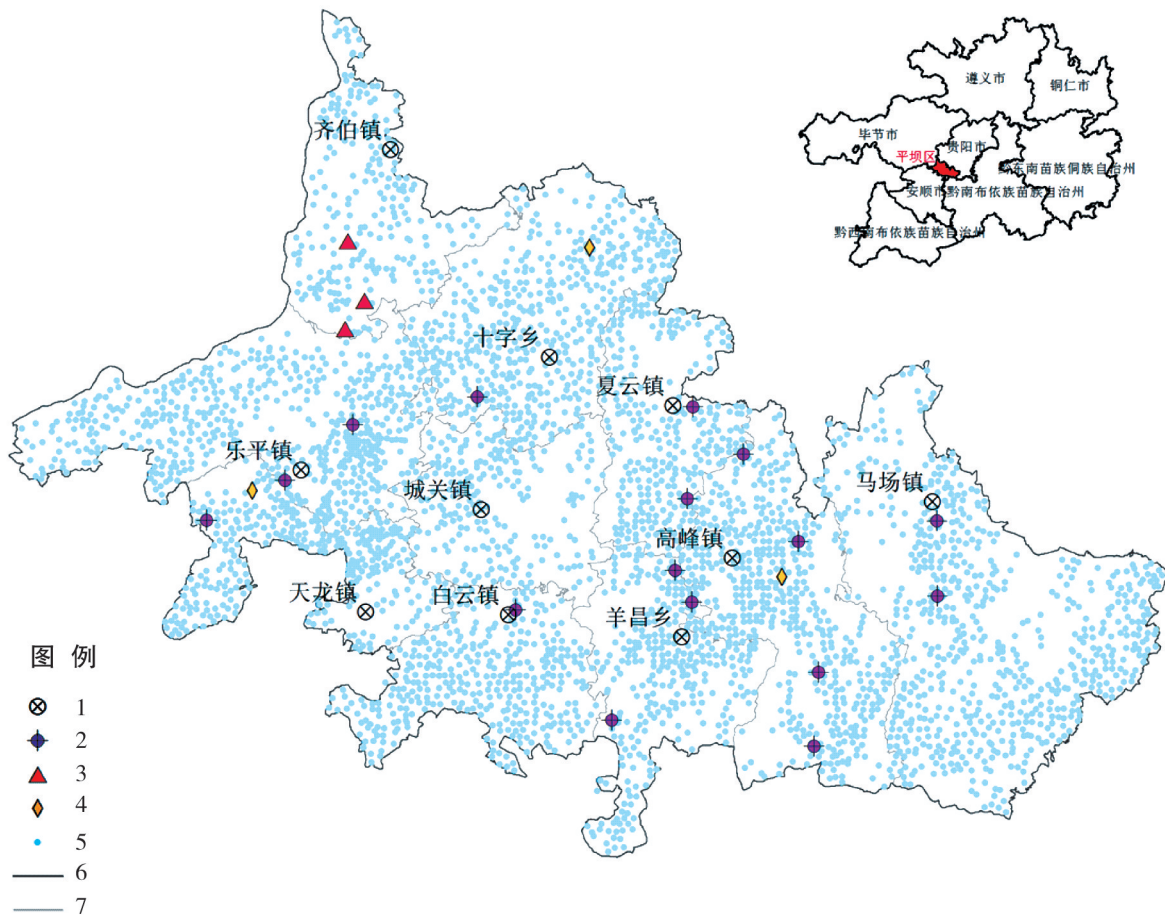 遵义市
铜仁市
毕节市
贵阳市
平坝区
黔东南苗族侗族自治州
安顺市
黔南布依族苗族自治州
黔西南布依族苗族自治州
齐伯镇
十字乡
夏云镇
乐平镇
城关镇
马场镇
高峰镇
天龙镇
白云镇
羊昌乡
图 例
1
2
3
4
5
6
7